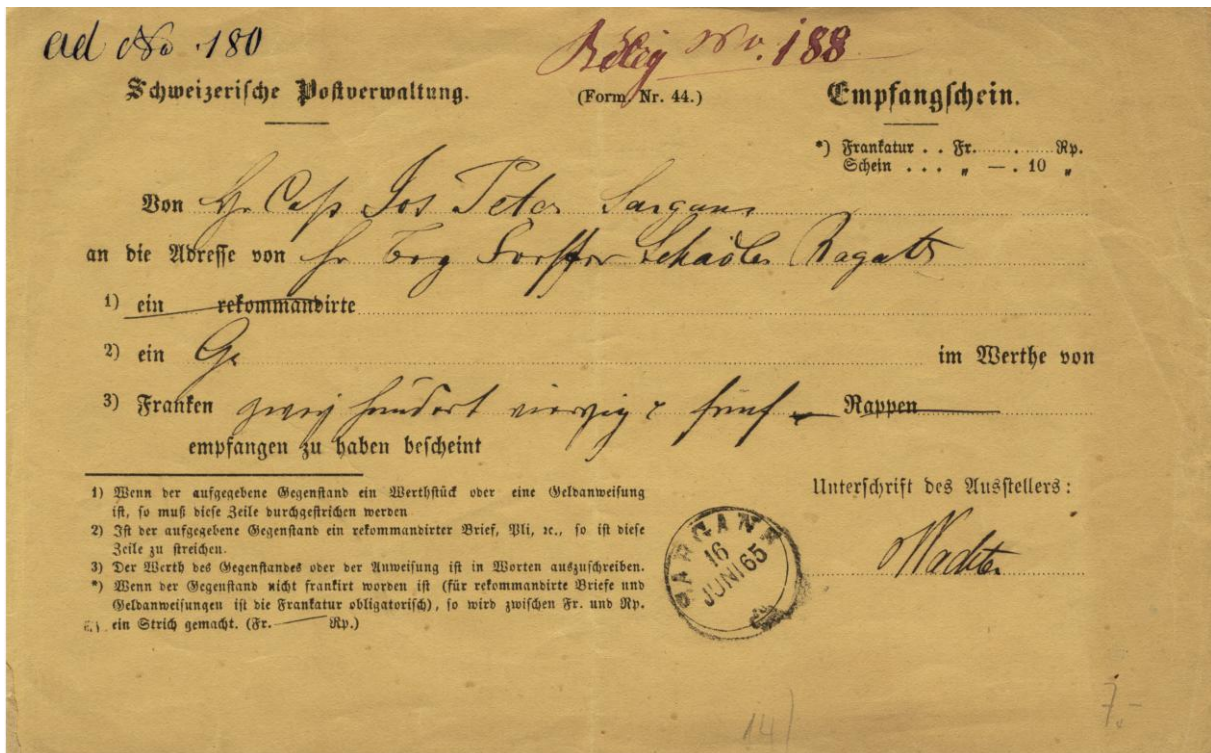 ad No 180
Beleg No. 188
Schweizerische Postverwaltung.
(Form. Nr. 44.)
Empfangschein.
*) Frankatur . . Fr. . Rp.
Schein . . . „ — . 10 „
Von Hr Jos Peter Sargans
an die Adresse von Hr Schäole Ragatz
1) ein rekommandirte
2) ein im Werthe von
3) Franken zwey hundert vierzig & fünf Rappen
empfangen zu haben bescheint
1) Wenn der aufgegebene Gegenstand ein Werthstück oder eine Geldanweisung
ist, so muß diese Zeile durchgestrichen werden
2) Ist der aufgegebene Gegenstand ein rekommandirter Brief, Pli, ꝛc., so ist diese
Zeile zu streichen.
3) Der Werth des Gegenstandes oder der Anweisung ist in Worten auszuschreiben.
*) Wenn der Gegenstand nicht frankirt worden ist (für rekommandirte Briefe und
Geldanweisungen ist die Frankatur obligatorisch), so wird zwischen Fr. und Rp.
ein Strich gemacht. (Fr. — Rp.)
Unterschrift des Ausstellers:
Wachter
SARGANS
16
JUNI 65
14)
7.-